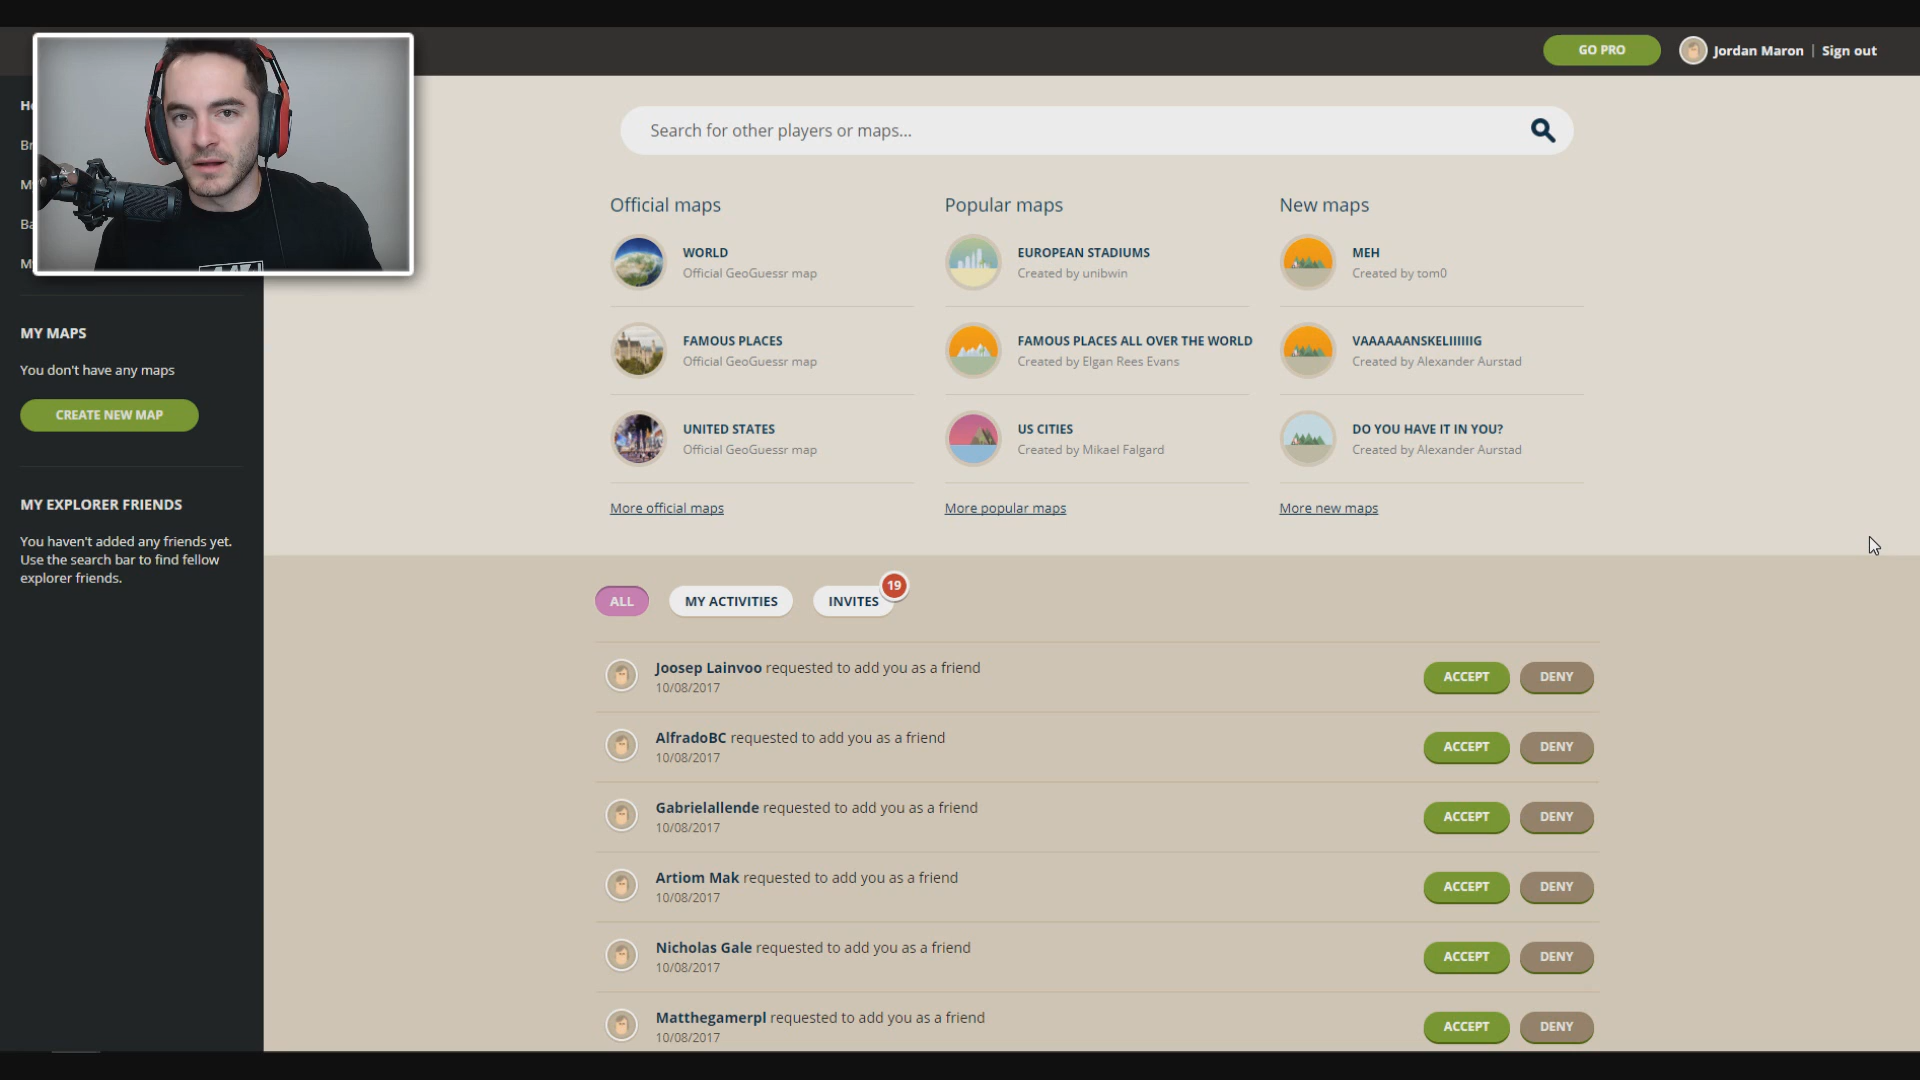 GO PRO
Jordan Maron | Sign out
Search for other players or maps...
Official maps
WORLD
Official GeoGuessr map
FAMOUS PLACES
Official GeoGuessr map
UNITED STATES
Official GeoGuessr map
More official maps
Popular maps
EUROPEAN STADIUMS
Created by unibwin
FAMOUS PLACES ALL OVER THE WORLD
Created by Elgan Rees Evans
US CITIES
Created by Mikael Falgard
More popular maps
New maps
MEH
Created by tom0
VAAAAAANSKELIIIIIIG
Created by Alexander Aurstad
DO YOU HAVE IT IN YOU?
Created by Alexander Aurstad
More new maps
MY MAPS
You don't have any maps
CREATE NEW MAP
MY EXPLORER FRIENDS
You haven't added any friends yet.
Use the search bar to find fellow
explorer friends.
ALL
MY ACTIVITIES
INVITES
19
Joosep Lainvoo requested to add you as a friend
10/08/2017
ACCEPT
DENY
AlfradoBC requested to add you as a friend
10/08/2017
ACCEPT
DENY
Gabrielallende requested to add you as a friend
10/08/2017
ACCEPT
DENY
Artiom Mak requested to add you as a friend
10/08/2017
ACCEPT
DENY
Nicholas Gale requested to add you as a friend
10/08/2017
ACCEPT
DENY
Matthegamerpl requested to add you as a friend
10/08/2017
ACCEPT
DENY